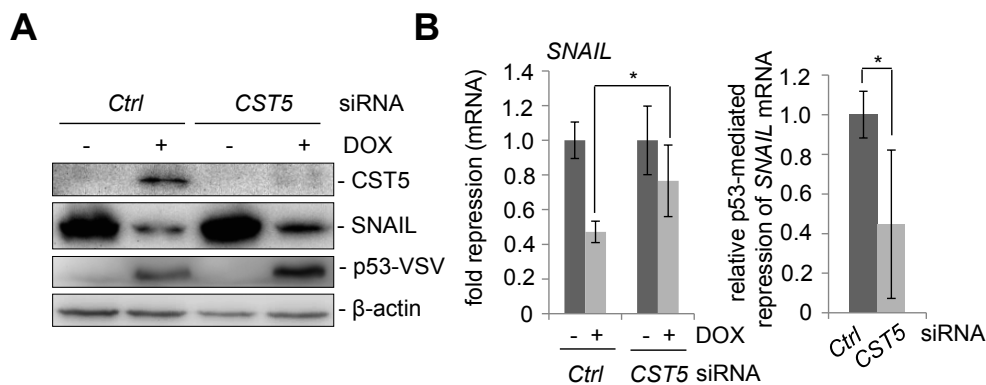 A
Ctrl CST5 siRNA
- + - + DOX
- CST5
- SNAIL
- p53-VSV
- β-actin
B
SNAIL
fold repression (mRNA)
1.4
1.2
1.0
0.8
0.6
0.4
0.2
0
*
- + - + DOX
Ctrl CST5 siRNA
relative p53-mediated
repression of SNAIL mRNA
1.2
1.0
0.8
0.6
0.4
0.2
0
*
Ctrl CST5 siRNA